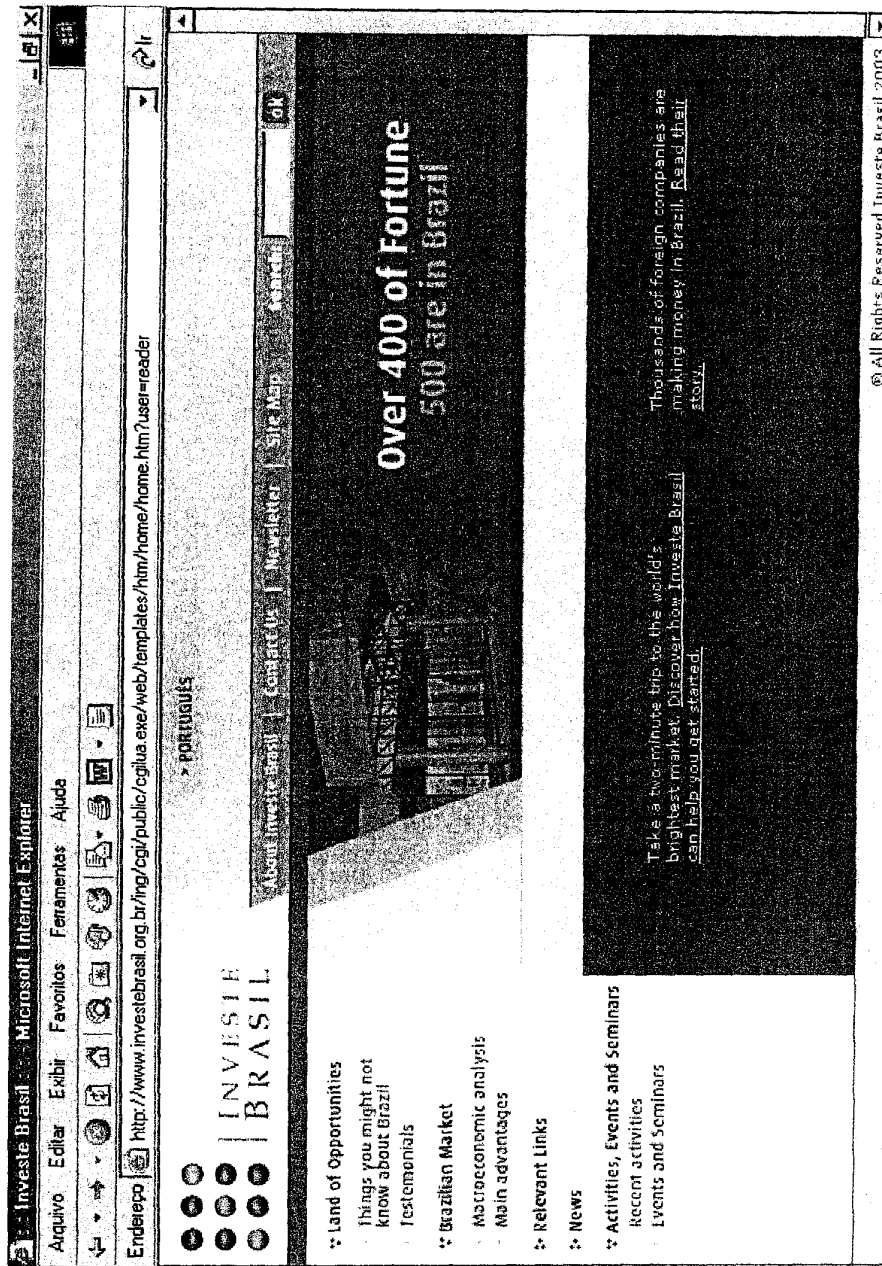 Investe Brasil - Microsoft Internet Explorer
Arquivo Editar Exibir Favoritos Ferramentas Ajuda
Endereço http://www.investebrasil.org.br/ing/cgi/public/cgilua.exe/web/templates/htm/home/home.htm?user=reader Ir
INVESTE
BRASIL
> PORTUGUÊS
About Investe Brasil | Contact Us | Newsletter | Site Map
Search: ok
Over 400 of Fortune
500 are in Brazil
Land of Opportunities
Things you might not
know about Brazil
Testemonials
Brazilian Market
Macroeconomic analysis
Main advantages
Relevant Links
News
Activities, Events and Seminars
Recent activities
Events and Seminars
Take a two-minute trip to the world's
brightest market. Discover how Investe Brasil
can help you get started.
Thousands of foreign companies are
making money in Brazil. Read their
story.
© All Rights Reserved Investe Brasil 2003